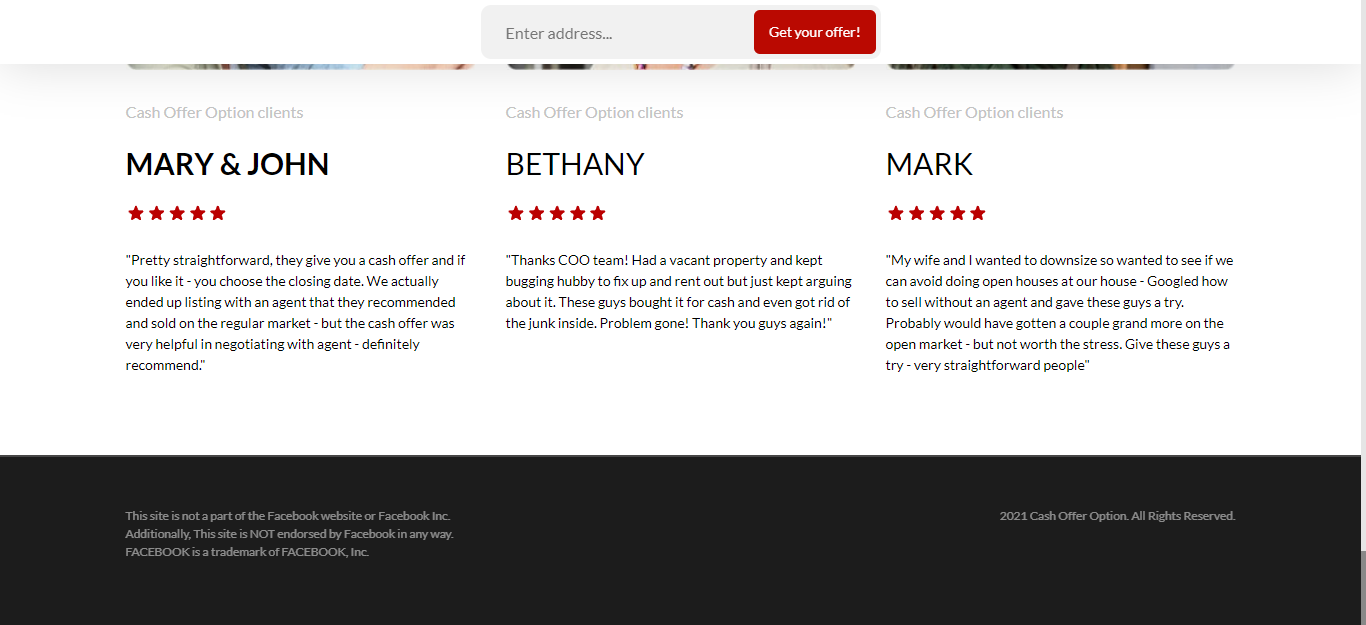 Enter address...
Get your offer!
Cash Offer Option clients
MARY & JOHN
"Pretty straightforward, they give you a cash offer and if
you like it - you choose the closing date. We actually
ended up listing with an agent that they recommended
and sold on the regular market - but the cash offer was
very helpful in negotiating with agent - definitely
recommend."
Cash Offer Option clients
BETHANY
"Thanks COO team! Had a vacant property and kept
bugging hubby to fix up and rent out but just kept arguing
about it. These guys bought it for cash and even got rid of
the junk inside. Problem gone! Thank you guys again!"
Cash Offer Option clients
MARK
"My wife and I wanted to downsize so wanted to see if we
can avoid doing open houses at our house - Googled how
to sell without an agent and gave these guys a try.
Probably would have gotten a couple grand more on the
open market - but not worth the stress. Give these guys a
try - very straightforward people"
This site is not a part of the Facebook website or Facebook Inc.
Additionally, This site is NOT endorsed by Facebook in any way.
FACEBOOK is a trademark of FACEBOOK, Inc.
2021 Cash Offer Option. All Rights Reserved.